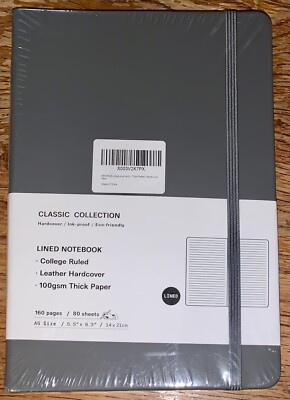 X003V2K7PX
CLASSIC COLLECTION
Hardcover / Ink-proof / Eco-friendly
LINED NOTEBOOK
· College Ruled
· Leather Hardcover
· 100gsm Thick Paper
LINED
160 pages / 80 sheets
A5 Size / 5.5" x 8.3" / 14 x 21cm